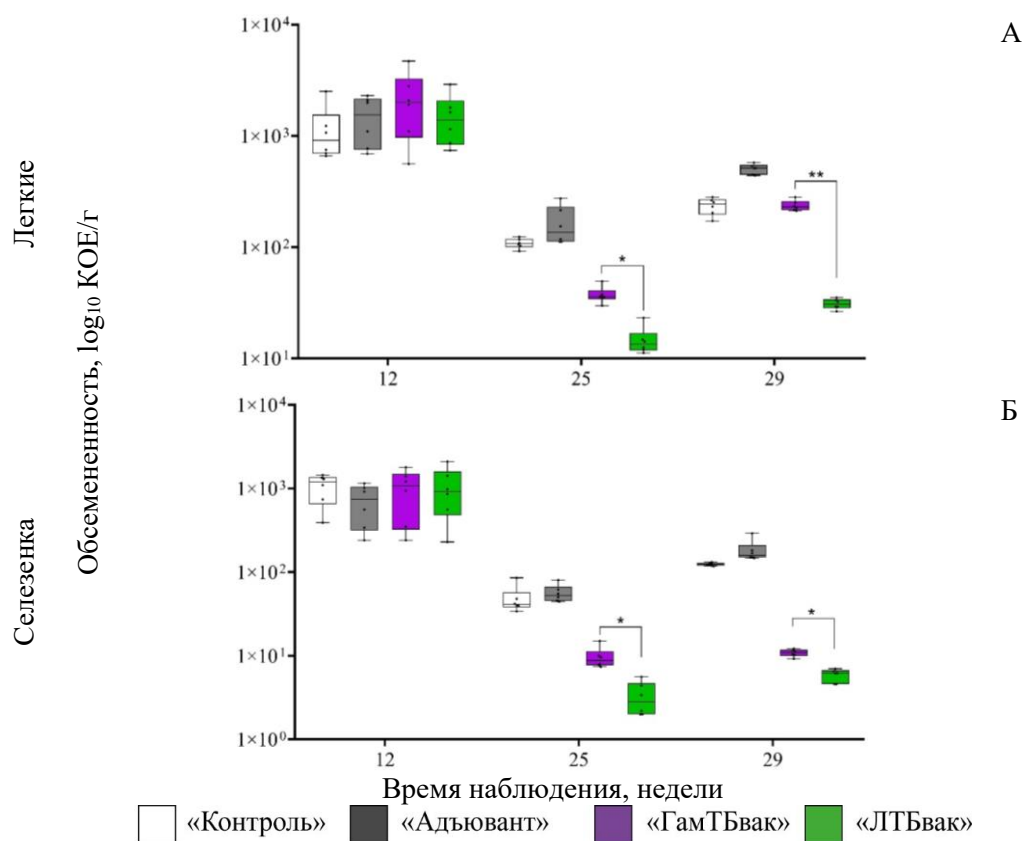 А
Легкие
Обсемененность, log₁₀ КОЕ/г
1×10⁴
1×10³
1×10²
1×10¹
*
**
12 25 29
Б
Селезенка
1×10⁴
1×10³
1×10²
1×10¹
1×10⁰
*
*
12 25 29
Время наблюдения, недели
«Контроль» «Адъювант» «ГамТБвак» «ЛТБвак»